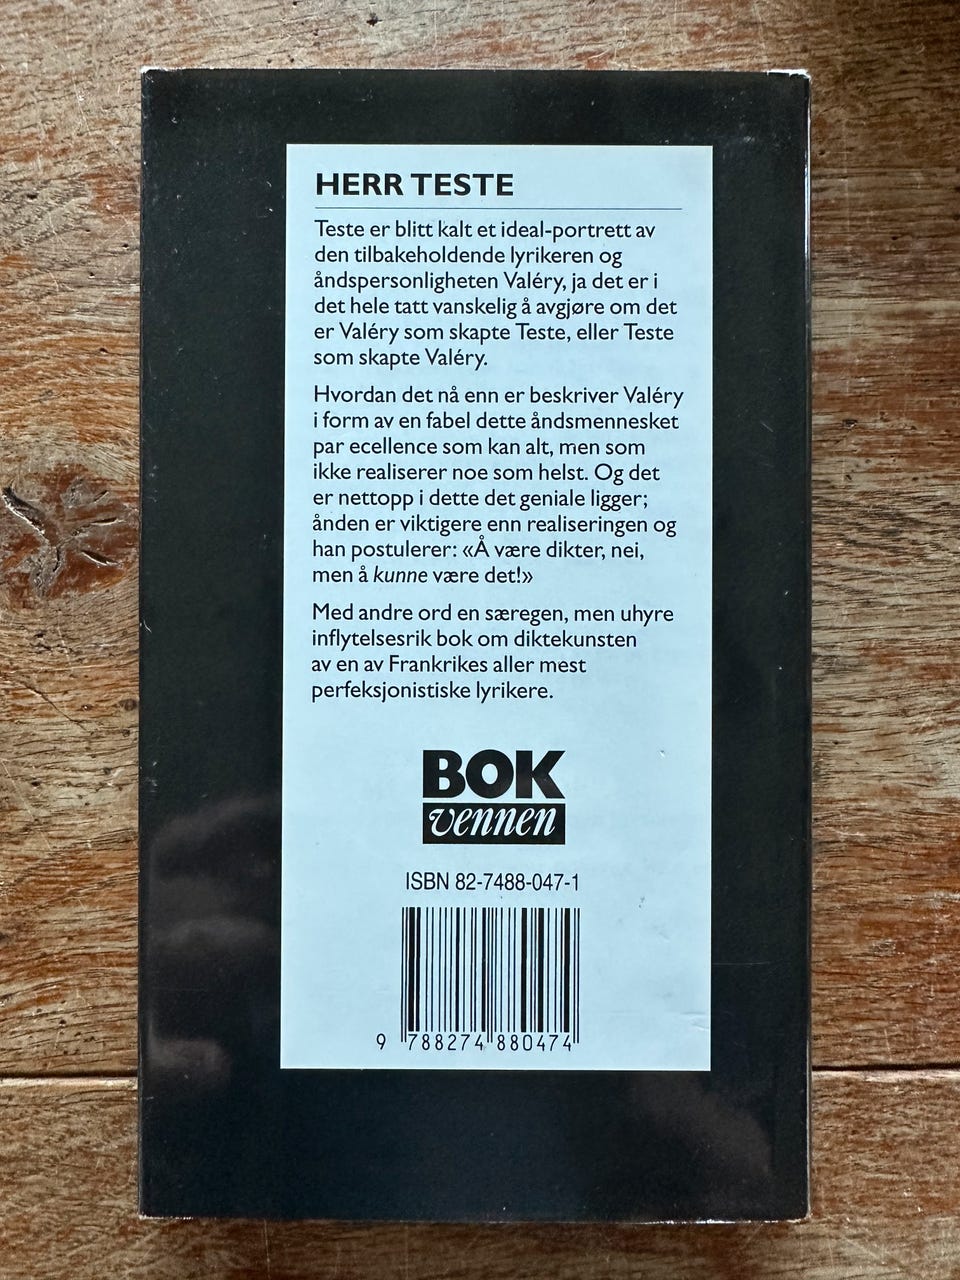 HERR TESTE
Teste er blitt kalt et ideal-portrett av
den tilbakeholdende lyrikeren og
åndspersonligheten Valéry, ja det er i
det hele tatt vanskelig å avgjøre om det
er Valéry som skapte Teste, eller Teste
som skapte Valéry.
Hvordan det nå enn er beskriver Valéry
i form av en fabel dette åndsmennesket
par ecellence som kan alt, men som
ikke realiserer noe som helst. Og det
er nettopp i dette det geniale ligger;
ånden er viktigere enn realiseringen og
han postulerer: «Å være dikter, nei,
men å kunne være det!»
Med andre ord en særegen, men uhyre
inflytelsesrik bok om diktekunsten
av en av Frankrikes aller mest
perfeksjonistiske lyrikere.
BOK
vennen
ISBN 82-7488-047-1
9 788274 880474